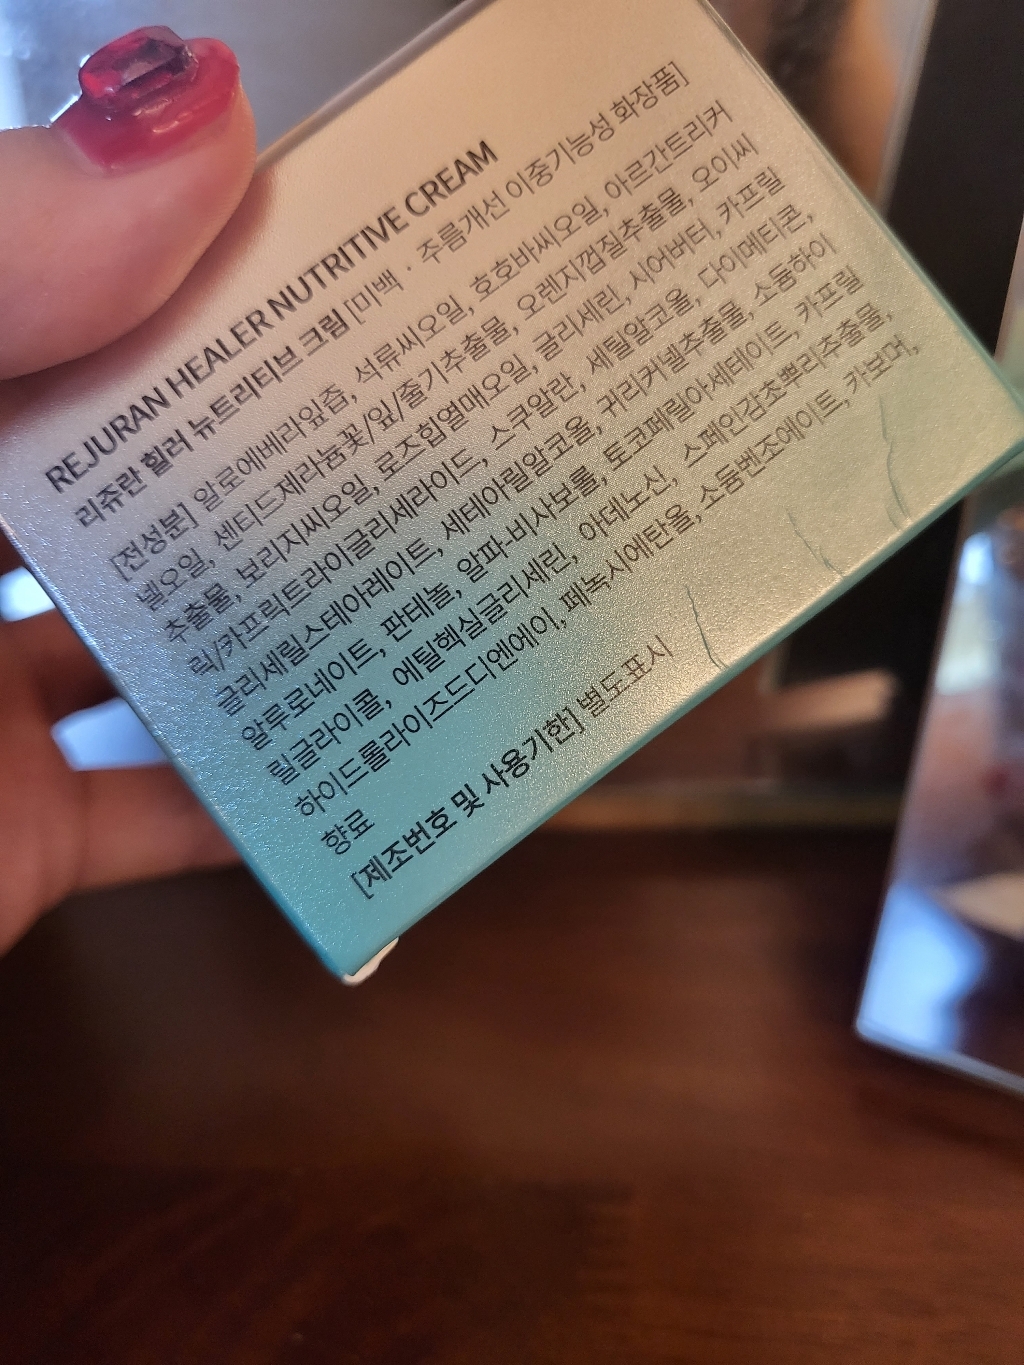 REJURAN HEALER NUTRITIVE CREAM
리쥬란 힐러 뉴트리티브 크림 [미백 · 주름개선 이중기능성 화장품]
[전성분] 알로에베라잎즙, 석류씨오일, 호호바씨오일, 아르간트리커
넬오일, 센티드제라늄꽃/잎/줄기추출물, 오렌지껍질추출물, 오이씨
추출물, 보리지씨오일, 로즈힙열매오일, 글리세린, 시어버터, 카프릴
릭/카프릭트라이글리세라이드, 스쿠알란, 세틸알코올, 다이메티콘,
글리세릴스테아레이트, 세테아릴알코올, 귀리커넬추출물, 소듐하이
알루로네이트, 판테놀, 알파-비사보롤, 토코페릴아세테이트, 카프릴
릴글라이콜, 에틸헥실글리세린, 아데노신, 스페인감초뿌리추출물,
하이드롤라이즈드디엔에이, 페녹시에탄올, 소듐벤조에이트, 카보머,
향료
[제조번호 및 사용기한] 별도표시